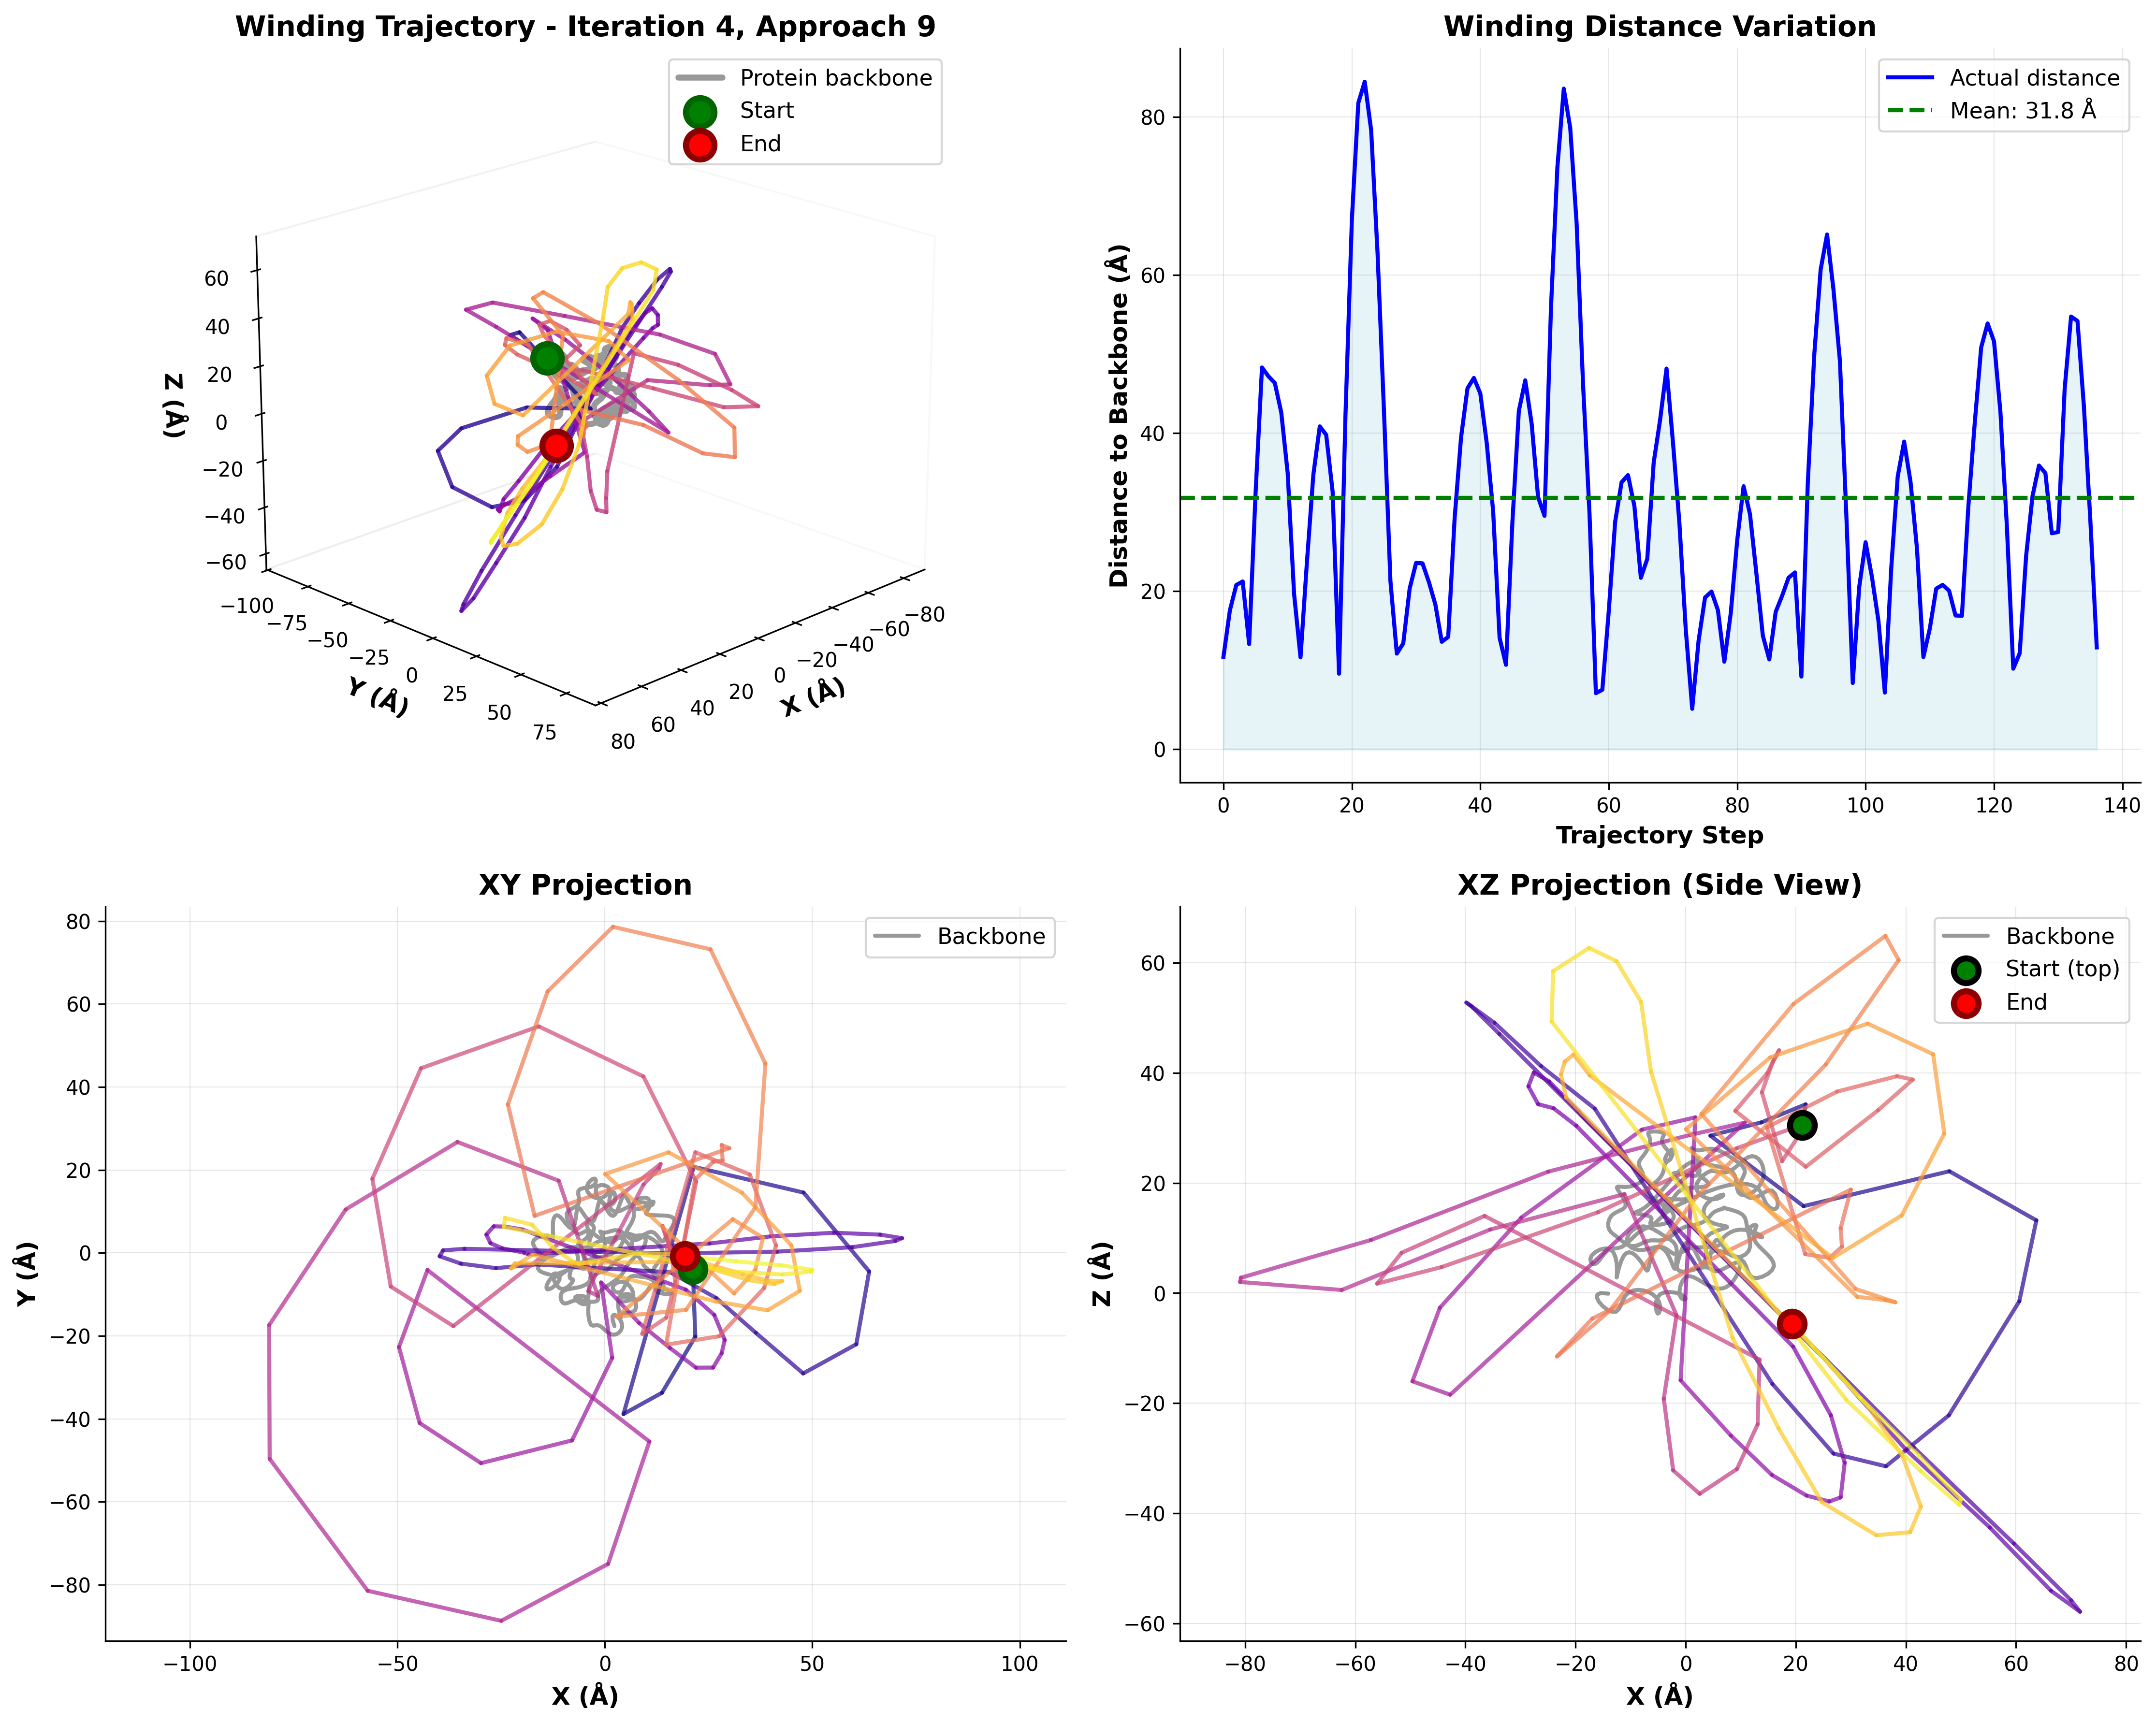 Winding Trajectory - Iteration 4, Approach 9
Protein backbone
Start
End
60
40
20
0
−20
−40
−60
Z (Å)
−100
−75
−50
−25
0
25
50
75
Y (Å)
80
60
40
20
0
−20
−40
−60
−80
X (Å)
Winding Distance Variation
Actual distance
Mean: 31.8 Å
80
60
40
20
0
Distance to Backbone (Å)
0 20 40 60 80 100 120 140
Trajectory Step
XY Projection
Backbone
80
60
40
20
0
−20
−40
−60
−80
Y (Å)
−100 −50 0 50 100
X (Å)
XZ Projection (Side View)
Backbone
Start (top)
End
60
40
20
0
−20
−40
−60
Z (Å)
−80 −60 −40 −20 0 20 40 60 80
X (Å)